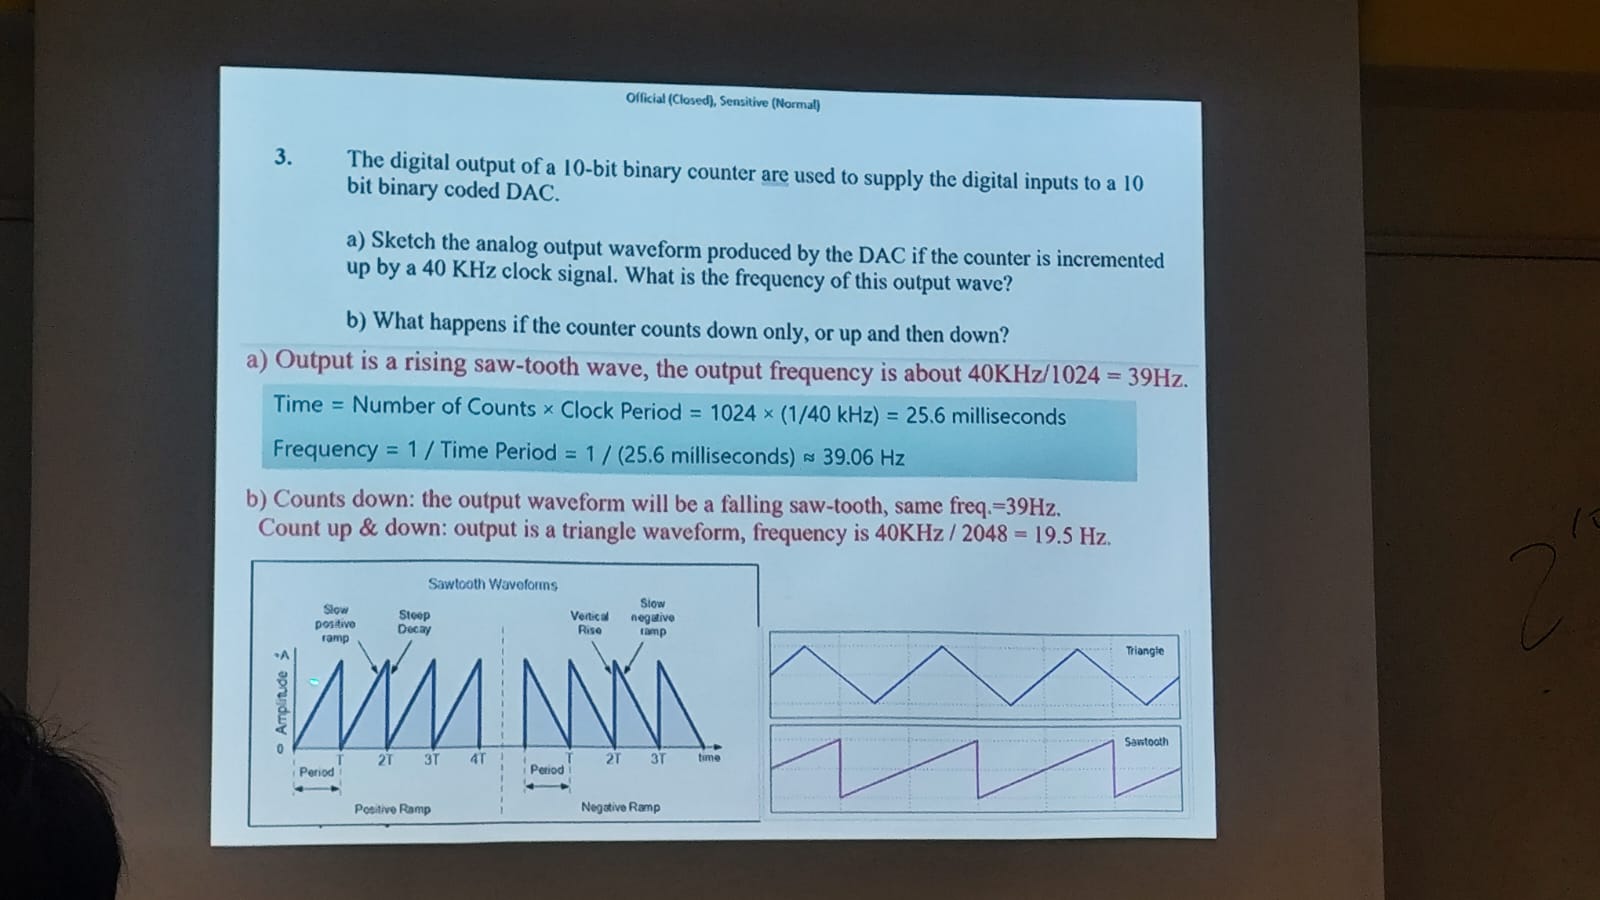 Official (Closed), Sensitive (Normal)
3.
The digital output of a 10-bit binary counter are used to supply the digital inputs to a 10
bit binary coded DAC.
a) Sketch the analog output waveform produced by the DAC if the counter is incremented
up by a 40 KHz clock signal. What is the frequency of this output wave?
b) What happens if the counter counts down only, or up and then down?
a) Output is a rising saw-tooth wave, the output frequency is about 40KHz/1024 = 39Hz.
Time = Number of Counts × Clock Period = 1024 × (1/40 kHz) = 25.6 milliseconds
Frequency = 1 / Time Period = 1 / (25.6 milliseconds) ≈ 39.06 Hz
b) Counts down: the output waveform will be a falling saw-tooth, same freq.=39Hz.
Count up & down: output is a triangle waveform, frequency is 40KHz / 2048 = 19.5 Hz.
Sawtooth Waveforms
Slow
positive
ramp
Steep
Decay
Vertical
Rise
Slow
negative
ramp
+A
Amplitude
0
T
2T
3T
4T
T
2T
3T
time
Period
Period
Positive Ramp
Negative Ramp
Triangle
Sawtooth
2